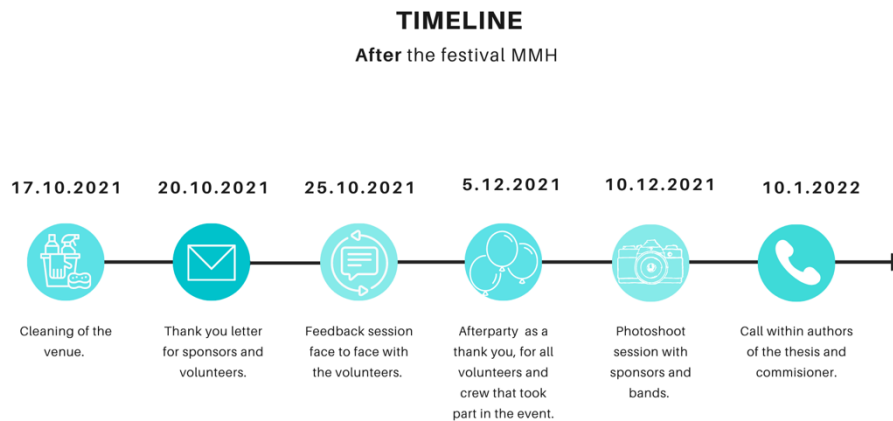 TIMELINE
After the festival MMH
17.10.2021
20.10.2021
25.10.2021
5.12.2021
10.12.2021
10.1.2022
Cleaning of the
venue.
Thank you letter
for sponsors and
volunteers.
Feedback session
face to face with
the volunteers.
Afterparty as a
thank you, for all
volunteers and
crew that took
part in the event.
Photoshoot
session with
sponsors and
bands.
Call within authors
of the thesis and
commisioner.